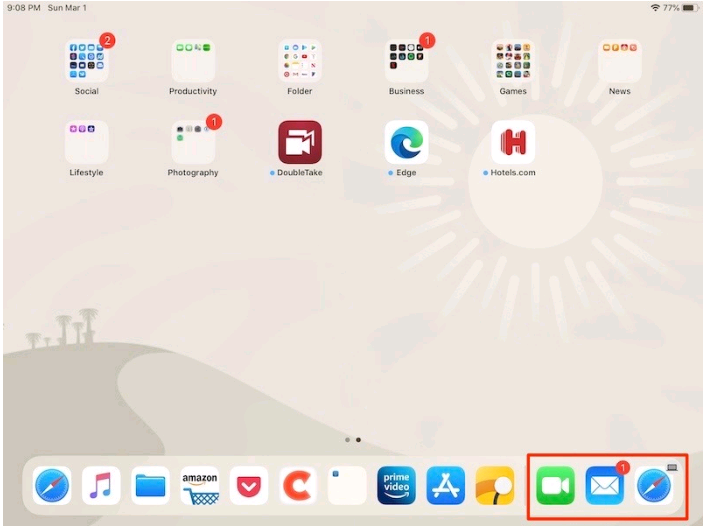 9:08 PM Sun Mar 1
77%
2
1
Social
Productivity
Folder
Business
Games
News
1
Lifestyle
Photography
DoubleTake
Edge
Hotels.com
amazon
prime
video
1